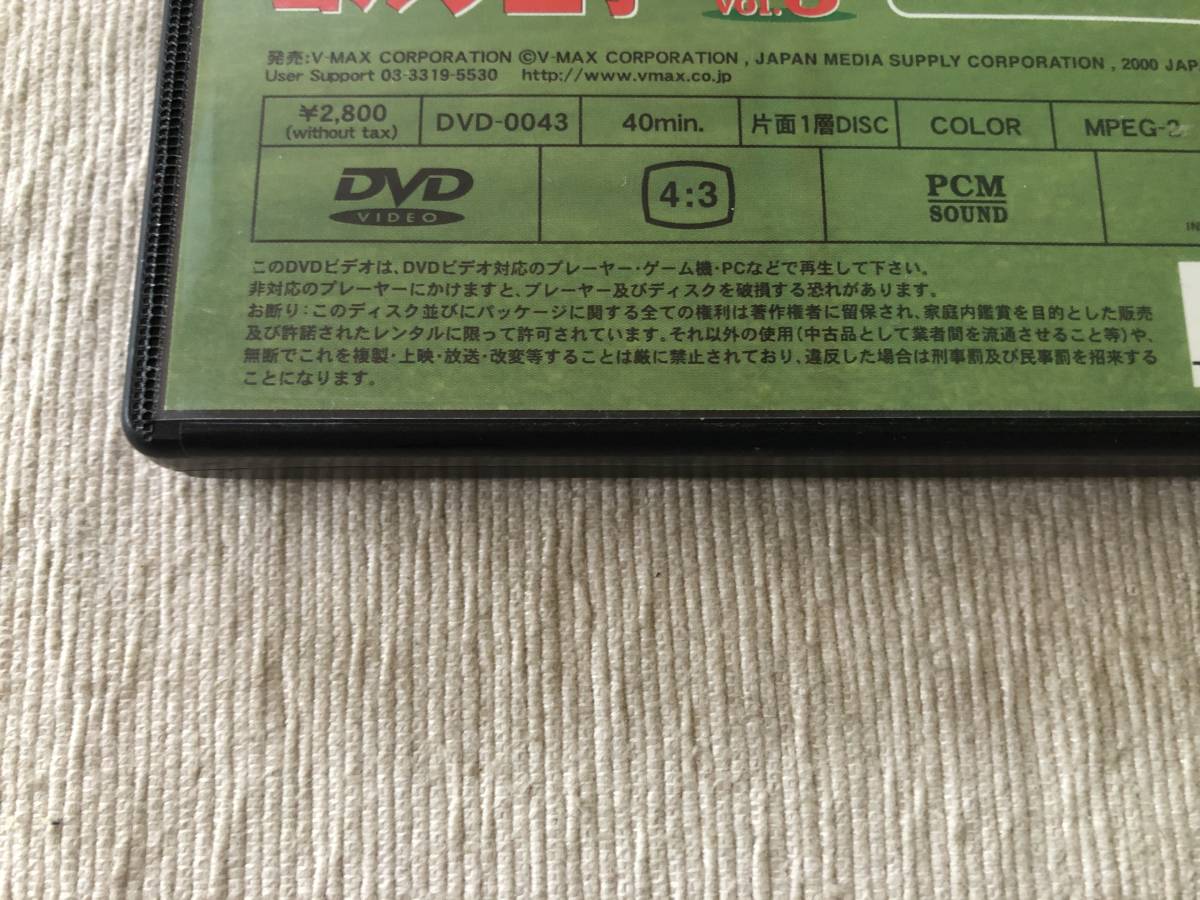 Vol.
発売:V-MAX CORPORATION ©V-MAX CORPORATION , JAPAN MEDIA SUPPLY CORPORATION , 2000 JAP
User Support 03-3319-5530 http://www.vmax.co.jp
¥2,800 (without tax) DVD-0043 40min. 片面1層DISC COLOR MPEG-2
DVD VIDEO 4:3 PCM SOUND IN
このDVDビデオは、DVDビデオ対応のプレーヤー・ゲーム機・PCなどで再生して下さい。
非対応のプレーヤーにかけますと、プレーヤー及びディスクを破損する恐れがあります。
お断り:このディスク並びにパッケージに関する全ての権利は著作権者に留保され、家庭内鑑賞を目的とした販売
及び許諾されたレンタルに限って許可されています。それ以外の使用(中古品として業者間を流通させること等)や、
無断でこれを複製・上映・放送・改変等することは厳に禁止されており、違反した場合は刑事罰及び民事罰を招来する
ことになります。